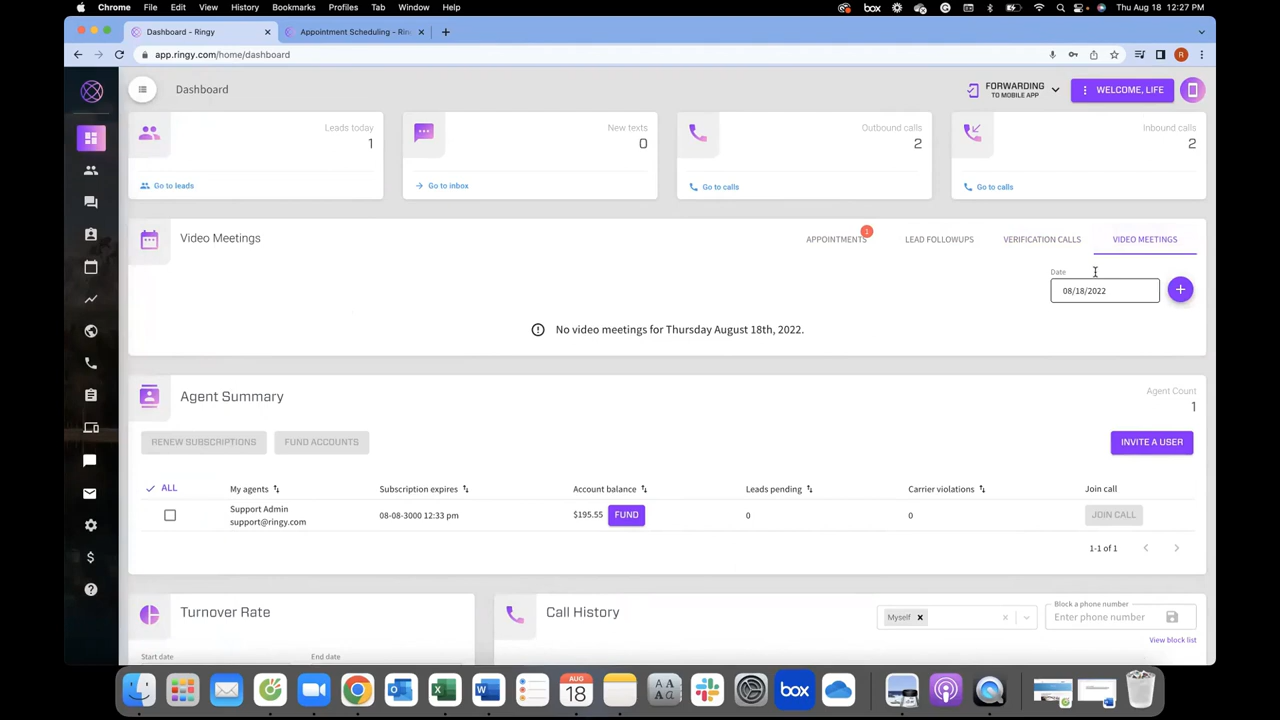 Chrome File Edit View History Bookmarks Profiles Tab Window Help Thu Aug 18 12:27 PM
Dashboard - Ringy Appointment Scheduling - Rin
app.ringy.com/home/dashboard
Dashboard
FORWARDING
TO MOBILE APP
WELCOME, LIFE
Leads today
1
Go to leads
New texts
0
Go to inbox
Outbound calls
2
Go to calls
Inbound calls
2
Go to calls
Video Meetings
APPOINTMENTS 1 LEAD FOLLOWUPS VERIFICATION CALLS VIDEO MEETINGS
Date
08/18/2022
No video meetings for Thursday August 18th, 2022.
Agent Summary
Agent Count
1
RENEW SUBSCRIPTIONS FUND ACCOUNTS INVITE A USER
ALL My agents Subscription expires Account balance Leads pending Carrier violations Join call
Support Admin
support@ringy.com
08-08-3000 12:33 pm $195.55 FUND 0 0 JOIN CALL
1-1 of 1
Turnover Rate
Start date End date
Call History
Myself
Block a phone number
Enter phone number
View block list
AUG
18
box